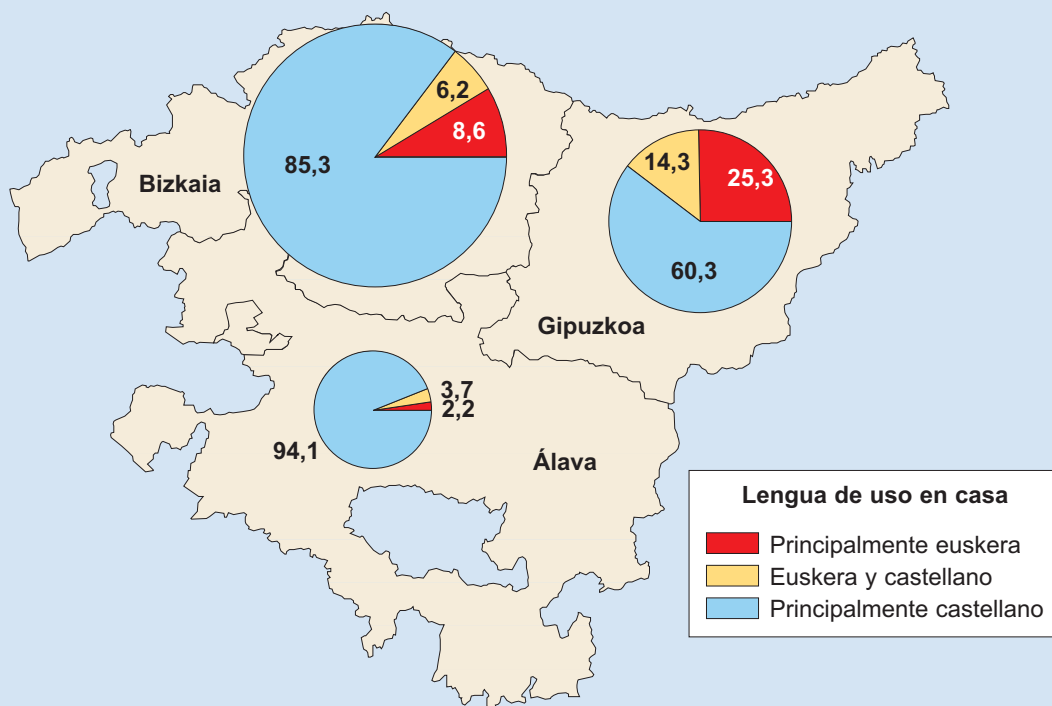 6,2
8,6
85,3
Bizkaia
14,3
25,3
60,3
Gipuzkoa
3,7
2,2
94,1
Álava
Lengua de uso en casa
Principalmente euskera
Euskera y castellano
Principalmente castellano